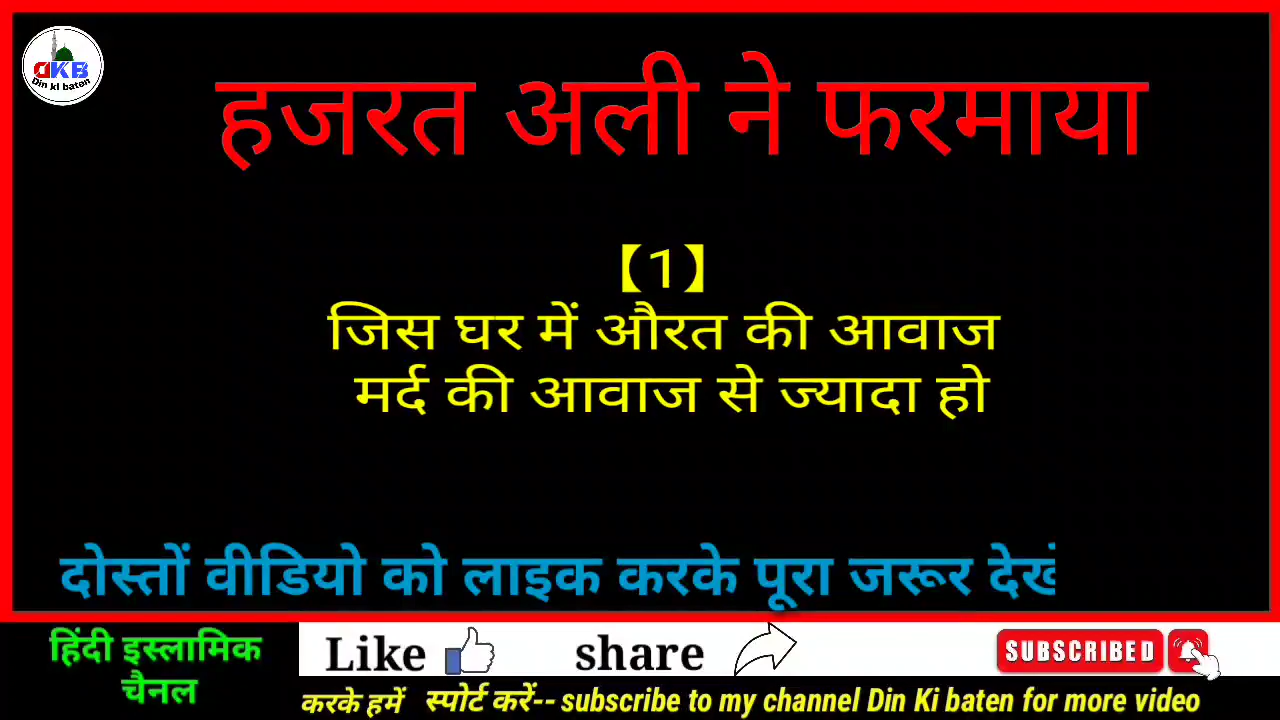 DKB
Din ki baten
हजरत अली ने फरमाया
【1】
जिस घर में औरत की आवाज
मर्द की आवाज से ज्यादा हो
दोस्तों वीडियो को लाइक करके पूरा जरूर देखें
हिंदी इस्लामिक
चैनल
Like share SUBSCRIBED
करके हमें स्पोर्ट करें-- subscribe to my channel Din Ki baten for more video